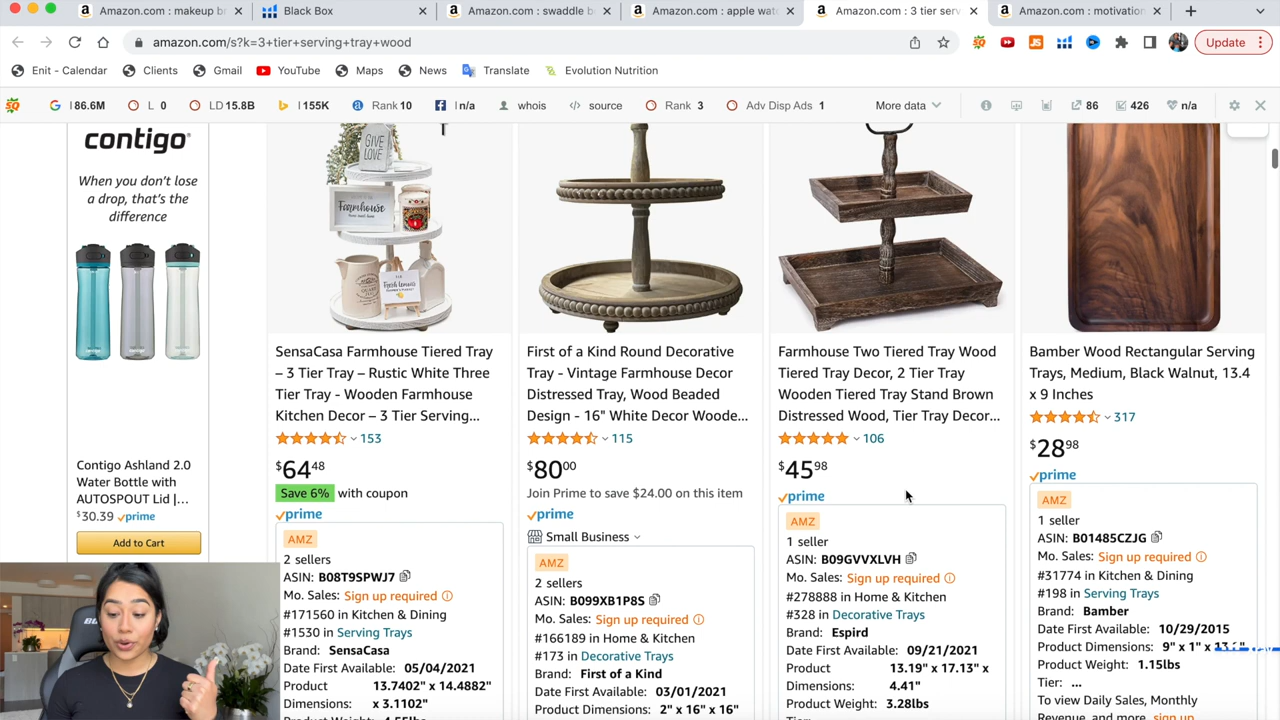 Amazon.com : makeup br
Black Box
Amazon.com : swaddle b
Amazon.com : apple wat
Amazon.com : 3 tier serv
Amazon.com : motivation
amazon.com/s?k=3+tier+serving+tray+wood
Update
Enit - Calendar
Clients
Gmail
YouTube
Maps
News
Translate
Evolution Nutrition
I 86.6M
L 0
LD 15.8B
I 155K
Rank 10
I n/a
whois
source
Rank 3
Adv Disp Ads 1
More data
86
426
n/a
contigo
When you don't lose
a drop, that's the
difference
Contigo Ashland 2.0
Water Bottle with
AUTOSPOUT Lid |...
$30.39 prime
Add to Cart
GIVE
LOVE
Farmhouse
Fresh lemons
SensaCasa Farmhouse Tiered Tray
– 3 Tier Tray – Rustic White Three
Tier Tray - Wooden Farmhouse
Kitchen Decor – 3 Tier Serving...
153
$64 48
Save 6% with coupon
prime
AMZ
2 sellers
ASIN: B08T9SPWJ7
Mo. Sales: Sign up required
#171560 in Kitchen & Dining
#1530 in Serving Trays
Brand: SensaCasa
Date First Available: 05/04/2021
Product 13.7402" x 14.4882"
Dimensions: x 3.1102"
First of a Kind Round Decorative
Tray - Vintage Farmhouse Decor
Distressed Tray, Wood Beaded
Design - 16" White Decor Woode...
115
$80 00
Join Prime to save $24.00 on this item
prime
Small Business
AMZ
2 sellers
ASIN: B099XB1P8S
Mo. Sales: Sign up required
#166189 in Home & Kitchen
#173 in Decorative Trays
Brand: First of a Kind
Date First Available: 03/01/2021
Product Dimensions: 2" x 16" x 16"
Farmhouse Two Tiered Tray Wood
Tiered Tray Decor, 2 Tier Tray
Wooden Tiered Tray Stand Brown
Distressed Wood, Tier Tray Decor...
106
$45 98
prime
AMZ
1 seller
ASIN: B09GVVXLVH
Mo. Sales: Sign up required
#278888 in Home & Kitchen
#328 in Decorative Trays
Brand: Espird
Date First Available: 09/21/2021
Product 13.19" x 17.13" x
Dimensions: 4.41"
Product Weight: 3.28lbs
Bamber Wood Rectangular Serving
Trays, Medium, Black Walnut, 13.4
x 9 Inches
317
$28 98
prime
AMZ
1 seller
ASIN: B01485CZJG
Mo. Sales: Sign up required
#31774 in Kitchen & Dining
#198 in Serving Trays
Brand: Bamber
Date First Available: 10/29/2015
Product Dimensions: 9" x 1" x
Product Weight: 1.15lbs
Tier: ...
To view Daily Sales, Monthly
Revenue, and more, sign up